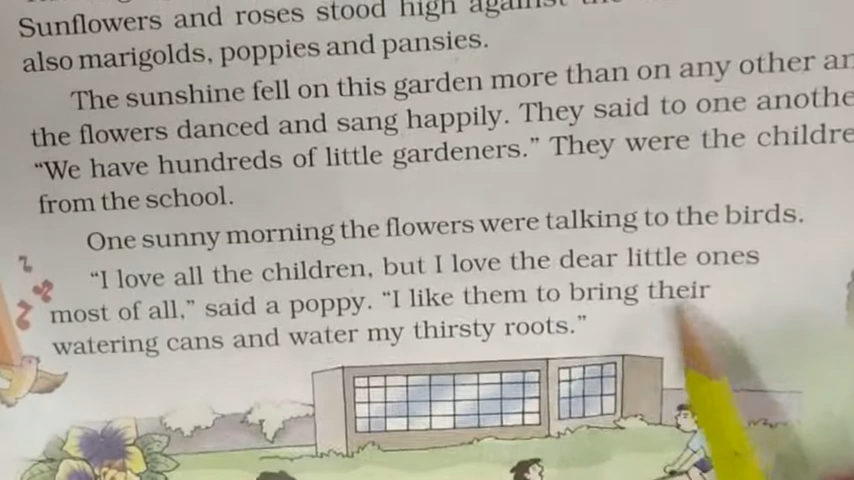 Sunflowers and roses stood high against
also marigolds, poppies and pansies.
The sunshine fell on this garden more than on any other
the flowers danced and sang happily. They said to one
"We have hundreds of little gardeners." They were the
from the school.
One sunny morning the flowers were talking to the birds.
"I love all the children, but I love the dear little ones
most of all," said a poppy. "I like them to bring their
watering cans and water my thirsty roots."